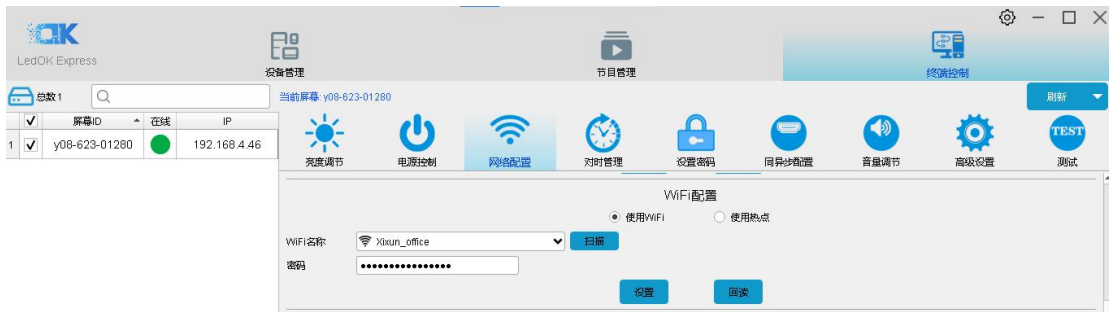 LedOK Express
设备管理
节目管理
终端控制
总数1
当前屏幕: y08-623-01280
刷新
屏幕ID 在线 IP
1 y08-623-01280 192.168.4.46
亮度调节 电源控制 网络配置 对时管理 设置密码 同异步配置 音量调节 高级设置 测试
TEST
WiFi配置
使用WiFi 使用热点
WiFi名称 Xixun_office 扫描
密码 ••••••••••••••••
设置 回读